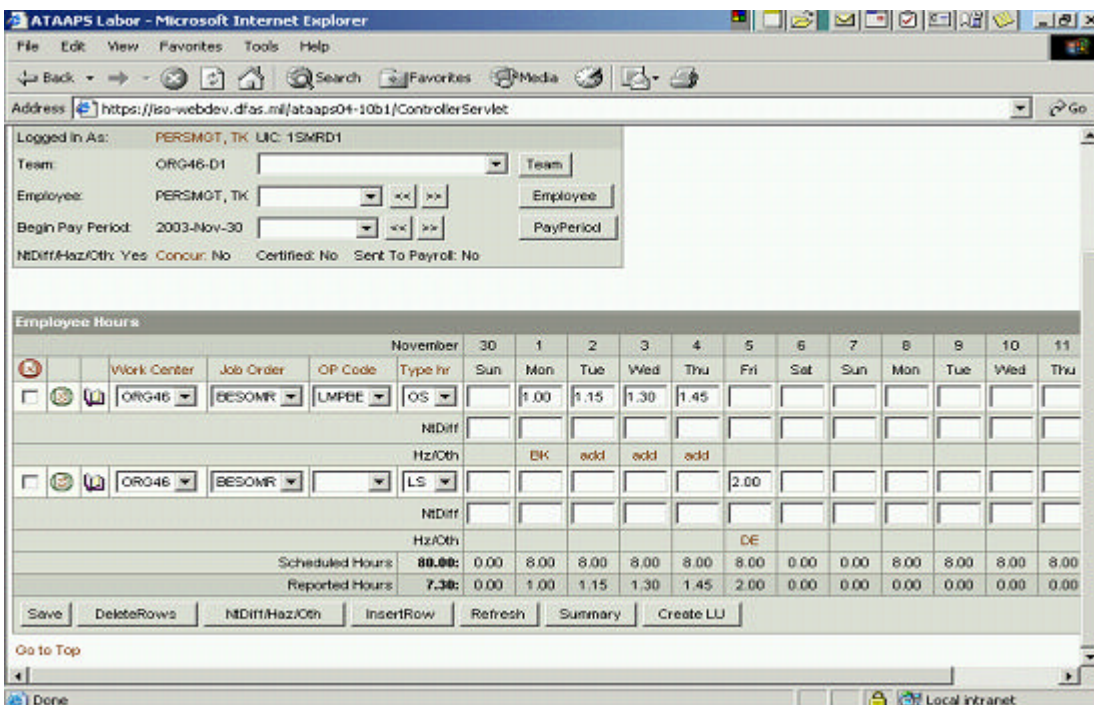 ATAAPS Labor - Microsoft Internet Explorer
File Edit View Favorites Tools Help
Back Search Favorites Media
Address https://iso-webdev.dfas.mil/ataaps04-10b1/ControllerServlet Go
Logged In As: PERSMGT, TK UIC: 1SMRD1
Team: ORG46-D1 Team
Employee: PERSMGT, TK << >> Employee
Begin Pay Period: 2003-Nov-30 << >> PayPeriod
NtDiff/Haz/Oth: Yes Concur: No Certified: No Sent To Payroll: No
Employee Hours
November 30 1 2 3 4 5 6 7 8 9 10 11
Work Center Job Order OP Code Type hr Sun Mon Tue Wed Thu Fri Sat Sun Mon Tue Wed Thu
ORG46 BESOMR LMPBE OS 1.00 1.15 1.30 1.45
NtDiff
Hz/Oth BK add add add
ORG46 BESOMR LS 2.00
NtDiff
Hz/Oth DE
Scheduled Hours 80.00: 0.00 8.00 8.00 8.00 8.00 8.00 0.00 0.00 8.00 8.00 8.00 8.00
Reported Hours 7.30: 0.00 1.00 1.15 1.30 1.45 2.00 0.00 0.00 0.00 0.00 0.00 0.00
Save DeleteRows NtDiff/Haz/Oth InsertRow Refresh Summary Create LU
Go to Top
Done Local intranet